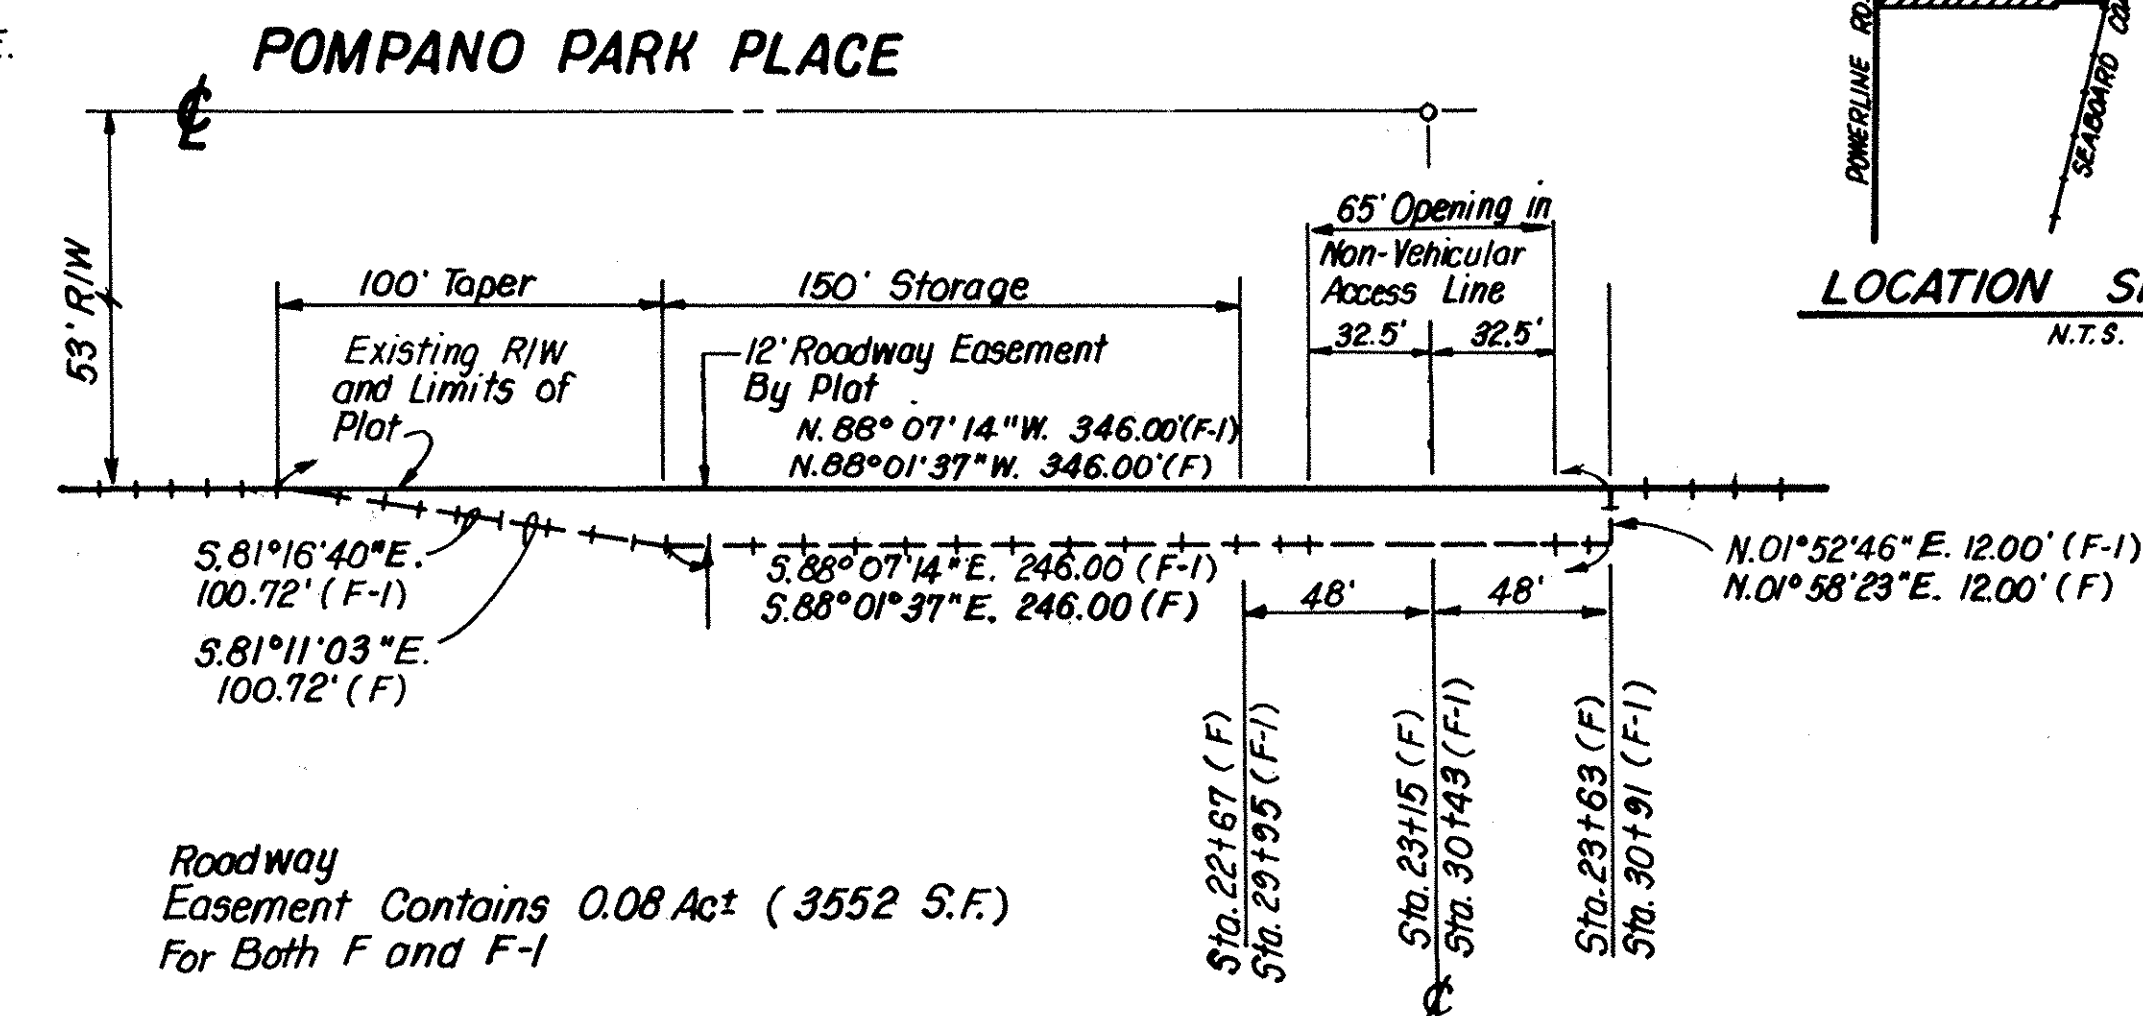 POMPANO PARK PLACE
℄
53' R/W
100' Taper
150' Storage
65' Opening in
Non-Vehicular
Access Line
32.5'
32.5'
Existing R/W
and Limits of
Plat
12' Roadway Easement
By Plat
N. 88° 07' 14" W. 346.00' (F-1)
N. 88° 01' 37" W. 346.00' (F)
S. 81° 16' 40" E.
100.72' (F-1)
S. 81° 11' 03" E.
100.72' (F)
S. 88° 07' 14" E. 246.00 (F-1)
S. 88° 01° 37" E. 246.00 (F)
48'
48'
N. 01° 52' 46" E. 12.00' (F-1)
N. 01° 58' 23" E. 12.00' (F)
Sta. 22+67 (F)
Sta. 29+95 (F-1)
Sta. 23+15 (F)
Sta. 30+43 (F-1)
Sta. 23+63 (F)
Sta. 30+91 (F-1)
℄
Roadway
Easement Contains 0.08 Ac± (3552 S.F.)
For Both F and F-1
POWERLINE RD.
SEABOARD
LOCATION
N.T.S.